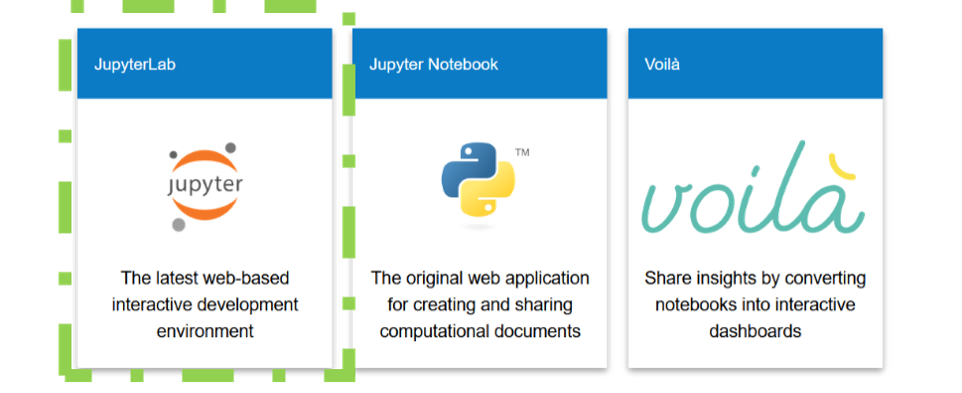 JupyterLab
jupyter
The latest web-based
interactive development
environment
Jupyter Notebook
TM
The original web application
for creating and sharing
computational documents
Voilà
voilà
Share insights by converting
notebooks into interactive
dashboards